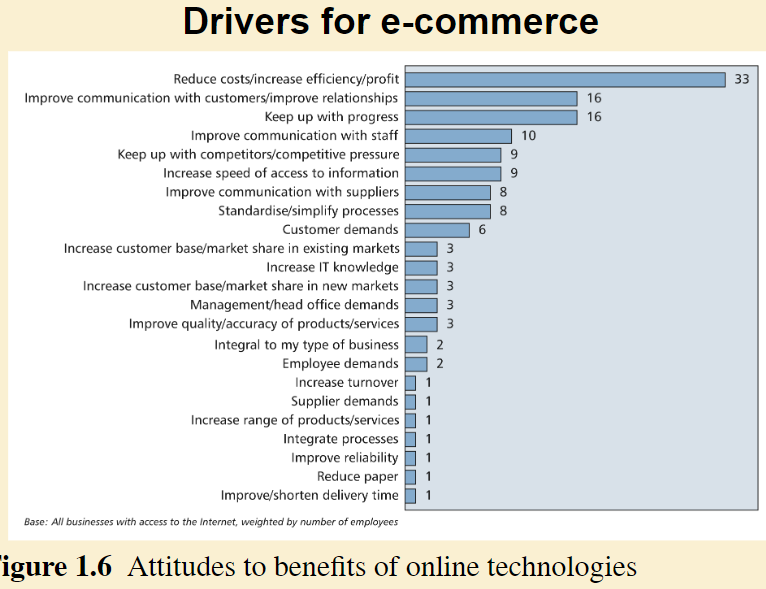 Drivers for e-commerce
Reduce costs/increase efficiency/profit 33
Improve communication with customers/improve relationships 16
Keep up with progress 16
Improve communication with staff 10
Keep up with competitors/competitive pressure 9
Increase speed of access to information 9
Improve communication with suppliers 8
Standardise/simplify processes 8
Customer demands 6
Increase customer base/market share in existing markets 3
Increase IT knowledge 3
Increase customer base/market share in new markets 3
Management/head office demands 3
Improve quality/accuracy of products/services 3
Integral to my type of business 2
Employee demands 2
Increase turnover 1
Supplier demands 1
Increase range of products/services 1
Integrate processes 1
Improve reliability 1
Reduce paper 1
Improve/shorten delivery time 1
Base: All businesses with access to the Internet, weighted by number of employees
igure 1.6 Attitudes to benefits of online technologies